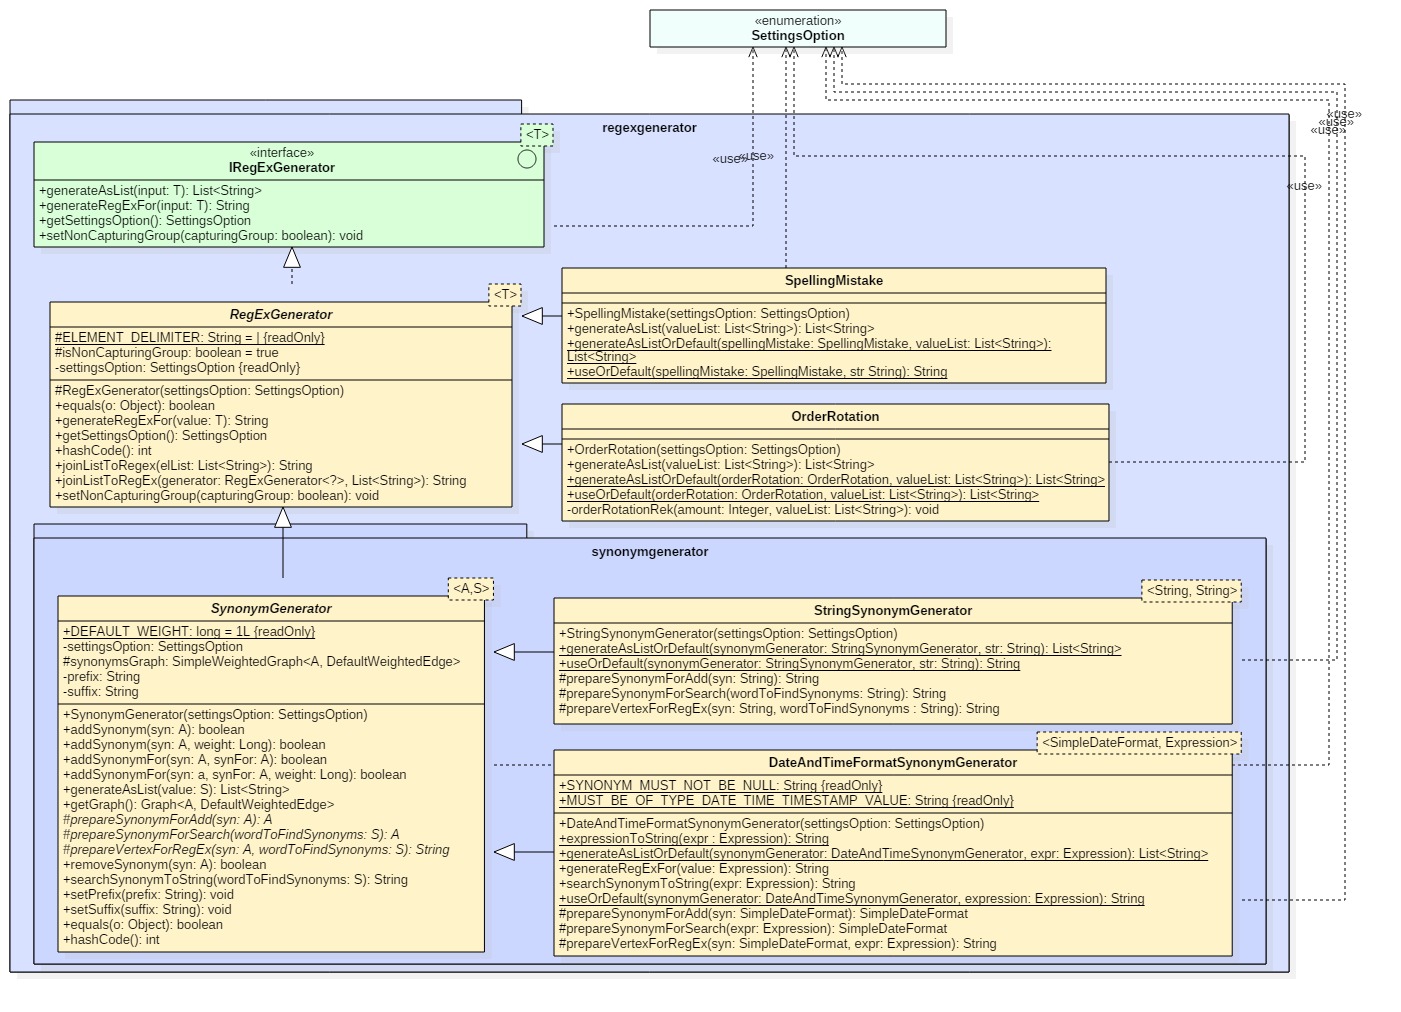 «enumeration»
SettingsOption
regexgenerator
«use»
«use»
«use»
«use»
«use»
«use»
<T>
«interface»
IRegExGenerator
+generateAsList(input: T): List<String>
+generateRegExFor(input: T): String
+getSettingsOption(): SettingsOption
+setNonCapturingGroup(capturingGroup: boolean): void
<T>
RegExGenerator
#ELEMENT_DELIMITER: String = | {readOnly}
#isNonCapturingGroup: boolean = true
-settingsOption: SettingsOption {readOnly}
#RegExGenerator(settingsOption: SettingsOption)
+equals(o: Object): boolean
+generateRegExFor(value: T): String
+getSettingsOption(): SettingsOption
+hashCode(): int
+joinListToRegex(elList: List<String>): String
+joinListToRegEx(generator: RegExGenerator<?>, List<String>): String
+setNonCapturingGroup(capturingGroup: boolean): void
SpellingMistake
+SpellingMistake(settingsOption: SettingsOption)
+generateAsList(valueList: List<String>): List<String>
+generateAsListOrDefault(spellingMistake: SpellingMistake, valueList: List<String>):
List<String>
+useOrDefault(spellingMistake: SpellingMistake, str String): String
OrderRotation
+OrderRotation(settingsOption: SettingsOption)
+generateAsList(valueList: List<String>): List<String>
+generateAsListOrDefault(orderRotation: OrderRotation, valueList: List<String>): List<String>
+useOrDefault(orderRotation: OrderRotation, valueList: List<String>): List<String>
-orderRotationRek(amount: Integer, valueList: List<String>): void
synonymgenerator
<A,S>
SynonymGenerator
+DEFAULT_WEIGHT: long = 1L {readOnly}
-settingsOption: SettingsOption
#synonymsGraph: SimpleWeightedGraph<A, DefaultWeightedEdge>
-prefix: String
-suffix: String
+SynonymGenerator(settingsOption: SettingsOption)
+addSynonym(syn: A): boolean
+addSynonym(syn: A, weight: Long): boolean
+addSynonymFor(syn: A, synFor: A): boolean
+addSynonymFor(syn: a, synFor: A, weight: Long): boolean
+generateAsList(value: S): List<String>
+getGraph(): Graph<A, DefaultWeightedEdge>
#prepareSynonymForAdd(syn: A): A
#prepareSynonymForSearch(wordToFindSynonyms: S): A
#prepareVertexForRegEx(syn: A, wordToFindSynonyms: S): String
+removeSynonym(syn: A): boolean
+searchSynonymToString(wordToFindSynonyms: S): String
+setPrefix(prefix: String): void
+setSuffix(suffix: String): void
+equals(o: Object): boolean
+hashCode(): int
<String, String>
StringSynonymGenerator
+StringSynonymGenerator(settingsOption: SettingsOption)
+generateAsListOrDefault(synonymGenerator: StringSynonymGenerator, str: String): List<String>
+useOrDefault(synonymGenerator: StringSynonymGenerator, str: String): String
#prepareSynonymForAdd(syn: String): String
#prepareSynonymForSearch(wordToFindSynonyms: String): String
#prepareVertexForRegEx(syn: String, wordToFindSynonyms : String): String
<SimpleDateFormat, Expression>
DateAndTimeFormatSynonymGenerator
+SYNONYM_MUST_NOT_BE_NULL: String {readOnly}
+MUST_BE_OF_TYPE_DATE_TIME_TIMESTAMP_VALUE: String {readOnly}
+DateAndTimeFormatSynonymGenerator(settingsOption: SettingsOption)
+expressionToString(expr : Expression): String
+generateAsListOrDefault(synonymGenerator: DateAndTimeSynonymGenerator, expr: Expression): List<String>
+generateRegExFor(value: Expression): String
+searchSynonymToString(expr: Expression): String
+useOrDefault(synonymGenerator: DateAndTimeSynonymGenerator, expression: Expression): String
#prepareSynonymForAdd(syn: SimpleDateFormat): SimpleDateFormat
#prepareSynonymForSearch(expr: Expression): SimpleDateFormat
#prepareVertexForRegEx(syn: SimpleDateFormat, expr: Expression): String